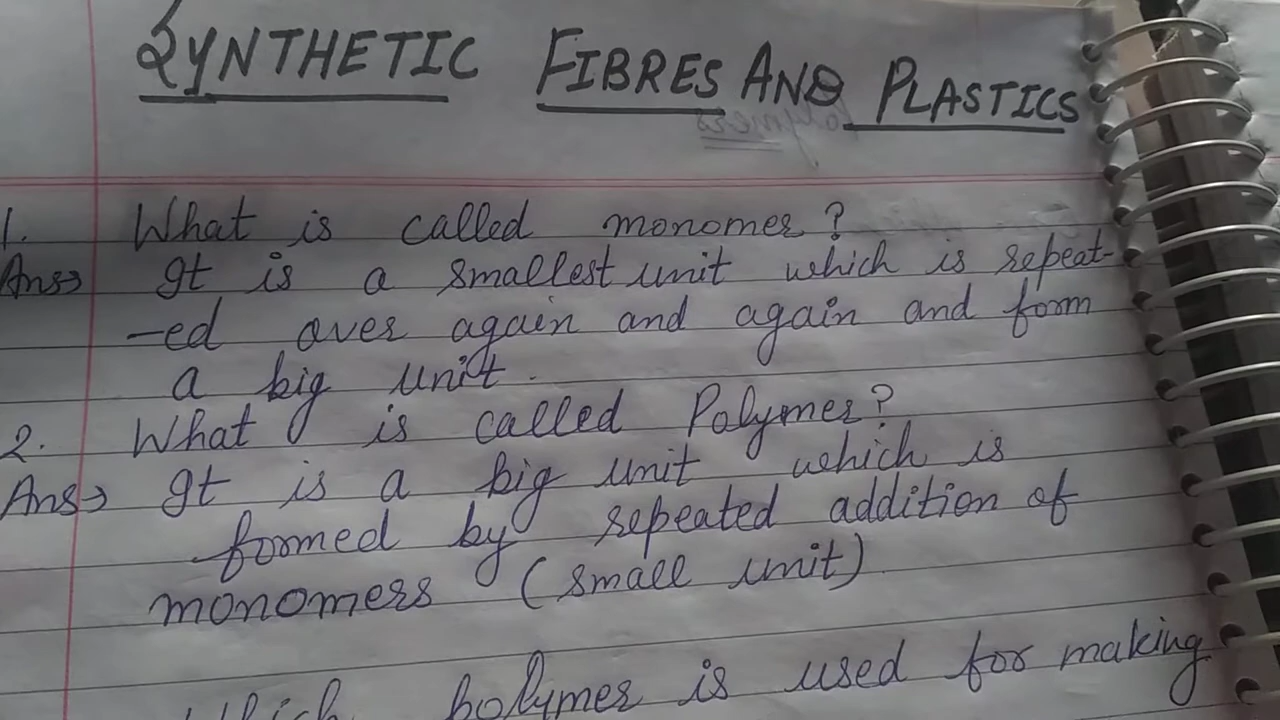 SYNTHETIC FIBRES AND PLASTICS
Polymers
1. What is called monomer?
Ans→ It is a smallest unit which is repeat-
-ed over again and again and form
a big unit.
2. What is called Polymer?
Ans→ It is a big unit which is
formed by repeated addition of
monomers (small unit)
Which polymer is used for making